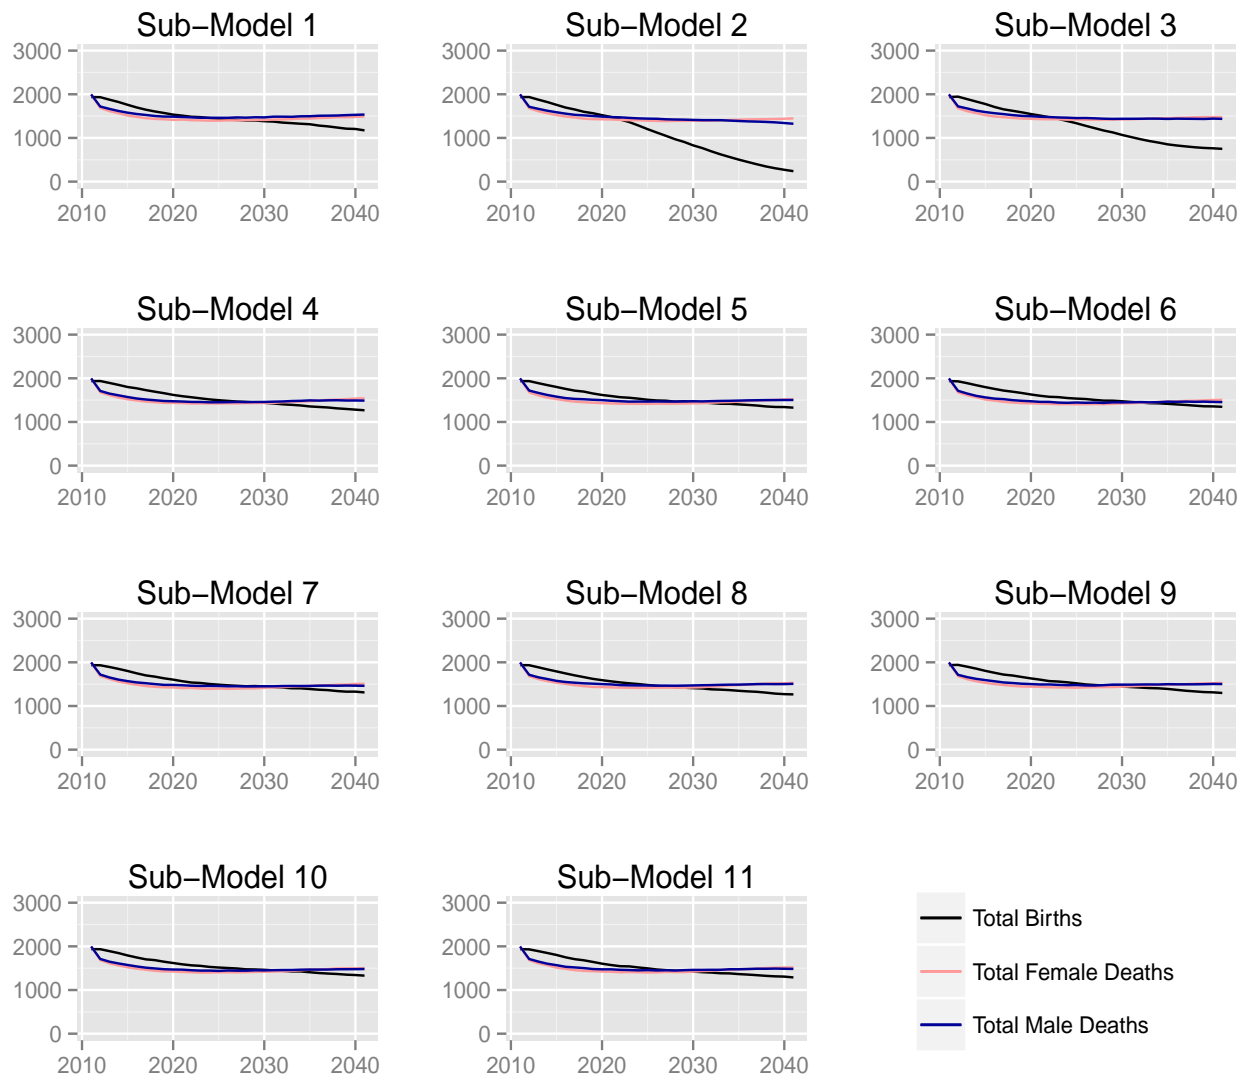 Sub−Model 1
Sub−Model 2
Sub−Model 3
3000
2000
1000
0
2010 2020 2030 2040
3000
2000
1000
0
2010 2020 2030 2040
3000
2000
1000
0
2010 2020 2030 2040
Sub−Model 4
Sub−Model 5
Sub−Model 6
3000
2000
1000
0
2010 2020 2030 2040
3000
2000
1000
0
2010 2020 2030 2040
3000
2000
1000
0
2010 2020 2030 2040
Sub−Model 7
Sub−Model 8
Sub−Model 9
3000
2000
1000
0
2010 2020 2030 2040
3000
2000
1000
0
2010 2020 2030 2040
3000
2000
1000
0
2010 2020 2030 2040
Sub−Model 10
Sub−Model 11
3000
2000
1000
0
2010 2020 2030 2040
3000
2000
1000
0
2010 2020 2030 2040
Total Births
Total Female Deaths
Total Male Deaths